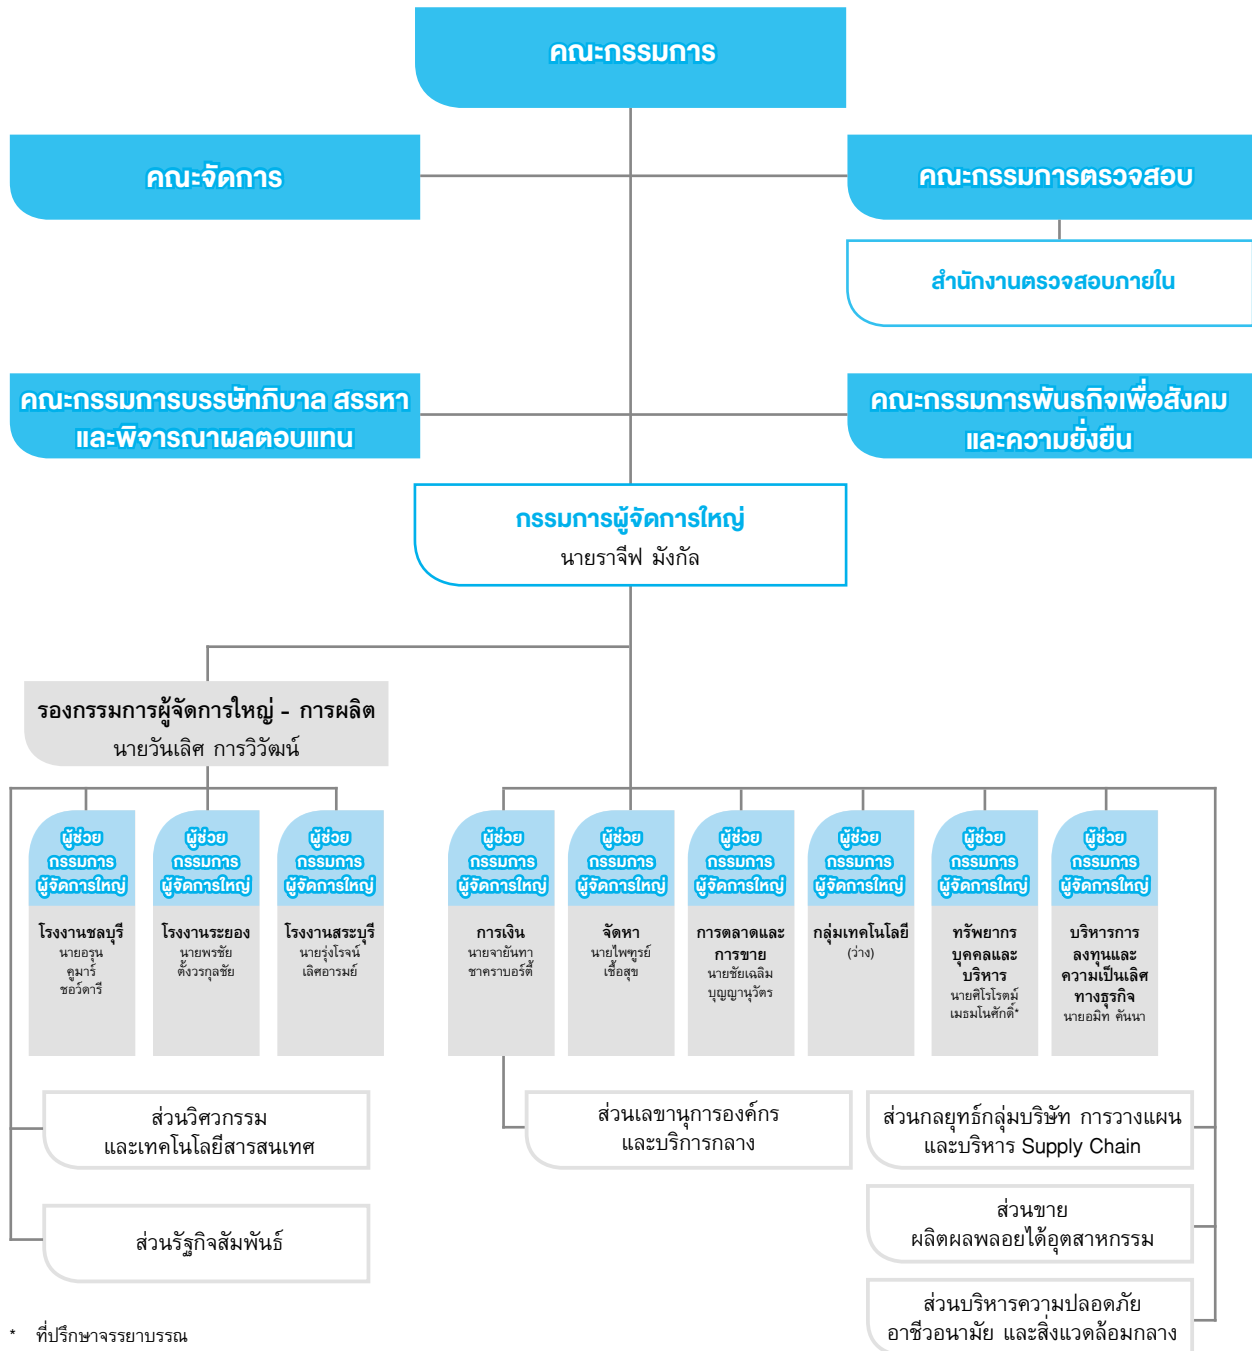 คณะกรรมการ
คณะจัดการ
คณะกรรมการตรวจสอบ
สำนักงานตรวจสอบภายใน
คณะกรรมการบรรษัทภิบาล สรรหา
และพิจารณาผลตอบแทน
คณะกรรมการพันธกิจเพื่อสังคม
และความยั่งยืน
กรรมการผู้จัดการใหญ่
นายราจีฟ มังกัล
รองกรรมการผู้จัดการใหญ่ - การผลิต
นายวันเลิศ การวิวัฒน์
ผู้ช่วย
กรรมการ
ผู้จัดการใหญ่
โรงงานชลบุรี
นายอรุน
คูมาร์
ชอว์ดารี
ผู้ช่วย
กรรมการ
ผู้จัดการใหญ่
โรงงานระยอง
นายพรชัย
ตั้งวรกุลชัย
ผู้ช่วย
กรรมการ
ผู้จัดการใหญ่
โรงงานสระบุรี
นายรุ่งโรจน์
เลิศอารมย์
ผู้ช่วย
กรรมการ
ผู้จัดการใหญ่
การเงิน
นายจายันทา
ชาคราบอร์ตี้
ผู้ช่วย
กรรมการ
ผู้จัดการใหญ่
จัดหา
นายไพฑูรย์
เชื้อสุข
ผู้ช่วย
กรรมการ
ผู้จัดการใหญ่
การตลาดและ
การขาย
นายชัยเฉลิม
บุญญานุวัตร
ผู้ช่วย
กรรมการ
ผู้จัดการใหญ่
กลุ่มเทคโนโลยี
(ว่าง)
ผู้ช่วย
กรรมการ
ผู้จัดการใหญ่
ทรัพยากร
บุคคลและ
บริหาร
นายศิโรโรตม์
เมธมโนศักดิ์*
ผู้ช่วย
กรรมการ
ผู้จัดการใหญ่
บริหารการ
ลงทุนและ
ความเป็นเลิศ
ทางธุรกิจ
นายอมิท คันนา
ส่วนวิศวกรรม
และเทคโนโลยีสารสนเทศ
ส่วนรัฐกิจสัมพันธ์
ส่วนเลขานุการองค์กร
และบริการกลาง
ส่วนกลยุทธ์กลุ่มบริษัท การวางแผน
และบริหาร Supply Chain
ส่วนขาย
ผลิตผลพลอยได้อุตสาหกรรม
ส่วนบริหารความปลอดภัย
อาชีวอนามัย และสิ่งแวดล้อมกลาง
* ที่ปรึกษาจรรยาบรรณ